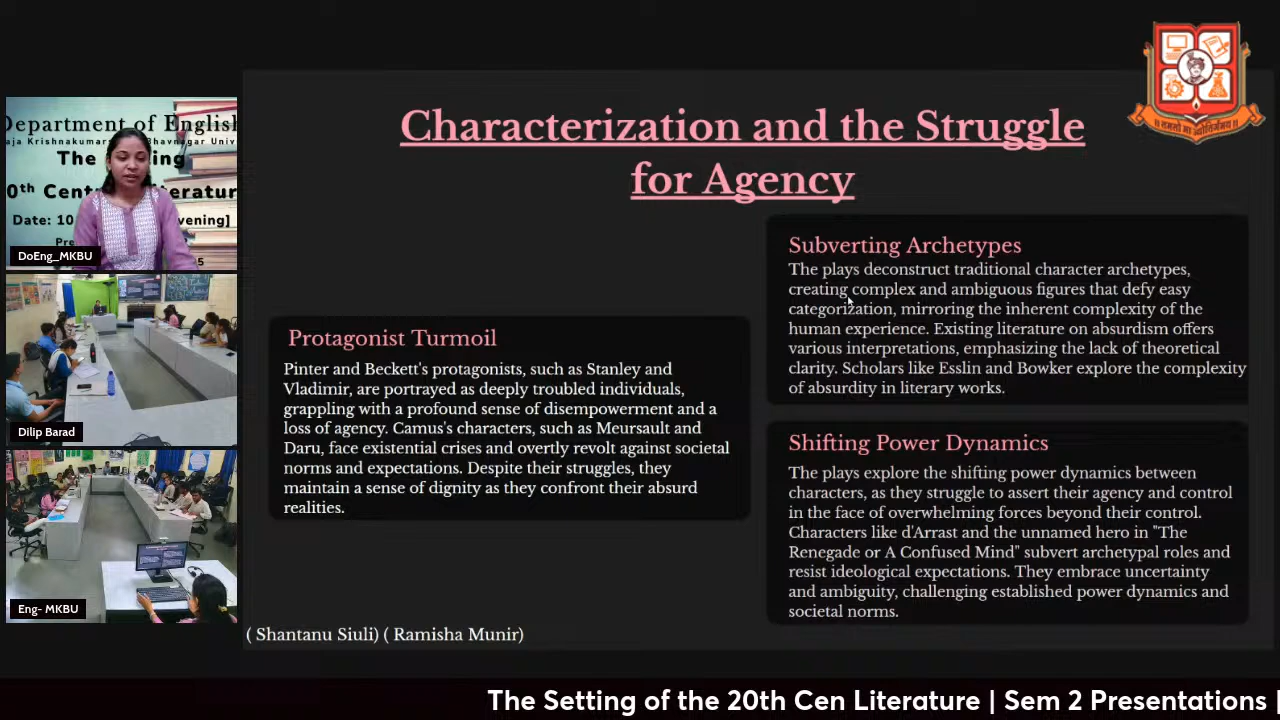 Department of English
The
ing
Date: 10
vening]
DoEng_MKBU
Dilip Barad
Eng- MKBU
Characterization and the Struggle
for Agency
Protagonist Turmoil
Pinter and Beckett's protagonists, such as Stanley and
Vladimir, are portrayed as deeply troubled individuals,
grappling with a profound sense of disempowerment and a
loss of agency. Camus's characters, such as Meursault and
Daru, face existential crises and overtly revolt against societal
norms and expectations. Despite their struggles, they
maintain a sense of dignity as they confront their absurd
realities.
Subverting Archetypes
The plays deconstruct traditional character archetypes,
creating complex and ambiguous figures that defy easy
categorization, mirroring the inherent complexity of the
human experience. Existing literature on absurdism offers
various interpretations, emphasizing the lack of theoretical
clarity. Scholars like Esslin and Bowker explore the complexity
of absurdity in literary works.
Shifting Power Dynamics
The plays explore the shifting power dynamics between
characters, as they struggle to assert their agency and control
in the face of overwhelming forces beyond their control.
Characters like d'Arrast and the unnamed hero in "The
Renegade or A Confused Mind" subvert archetypal roles and
resist ideological expectations. They embrace uncertainty
and ambiguity, challenging established power dynamics and
societal norms.
( Shantanu Siuli) ( Ramisha Munir)
The Setting of the 20th Cen Literature | Sem 2 Presentations |